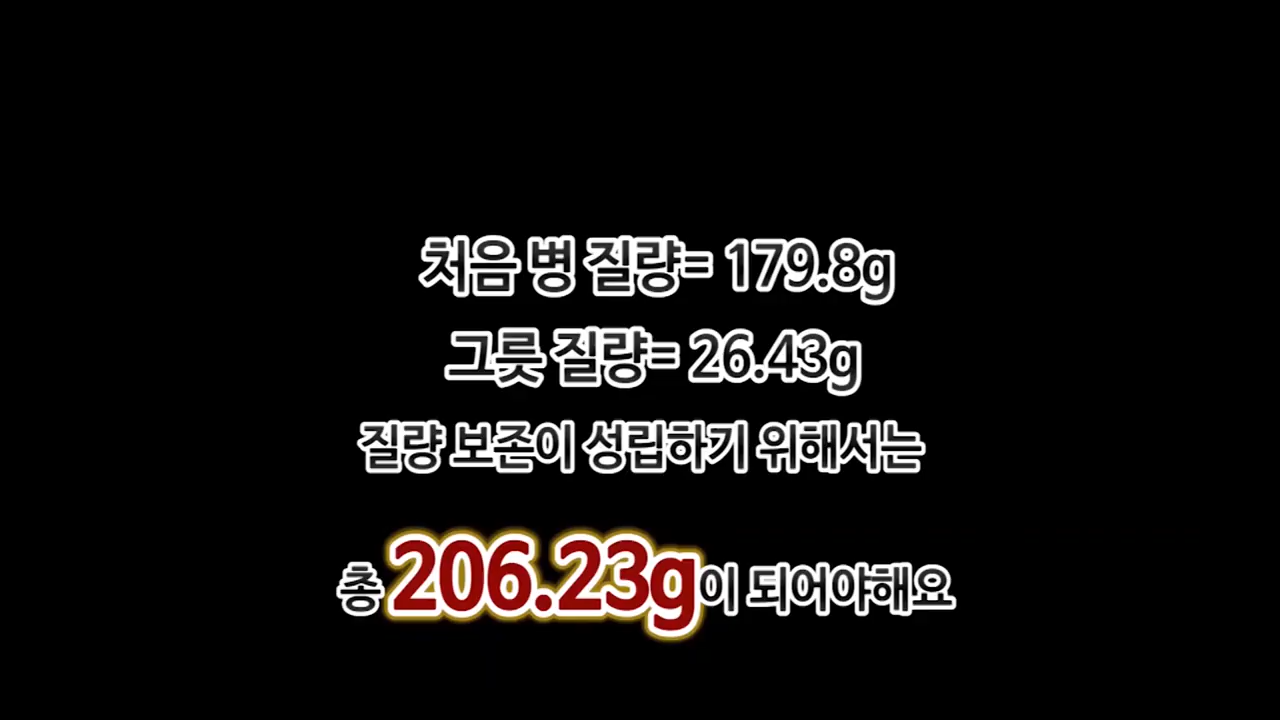 처음 병 질량= 179.8g
그릇 질량= 26.43g
질량 보존이 성립하기 위해서는
총 206.23g이 되어야해요